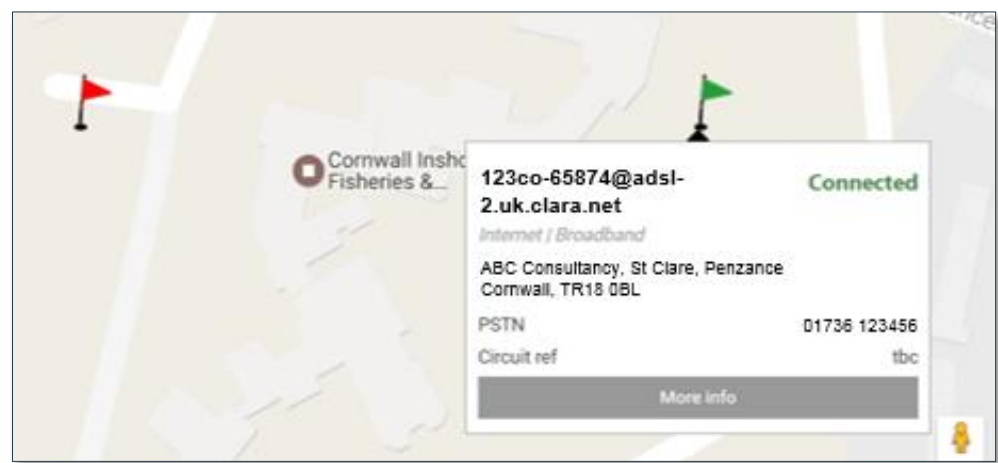 Cornwall Insho
Fisheries &...
123co-65874@adsl-
2.uk.clara.net
Connected
Internet | Broadband
ABC Consultancy, St Clare, Penzance
Cornwall, TR18 0BL
PSTN
01736 123456
Circuit ref
tbc
More info